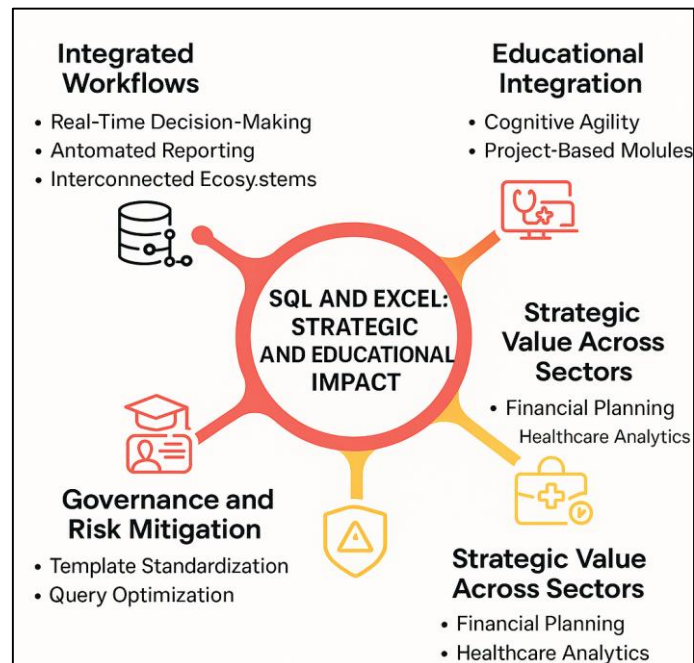 Integrated
Workflows
• Real-Time Decision-Making
• Automated Reporting
• Interconnected Ecosy.stems
Educational
Integration
• Cognitive Agility
• Project-Based Molules
SQL AND EXCEL:
STRATEGIC
AND EDUCATIONAL
IMPACT
Strategic
Value Across
Sectors
• Financial Planning
Healthcare Analytics
Governance and
Risk Mitigation
• Template Standardization
• Query Optimization
Strategic Value
Across Sectors
• Financial Planning
• Healthcare Analytics